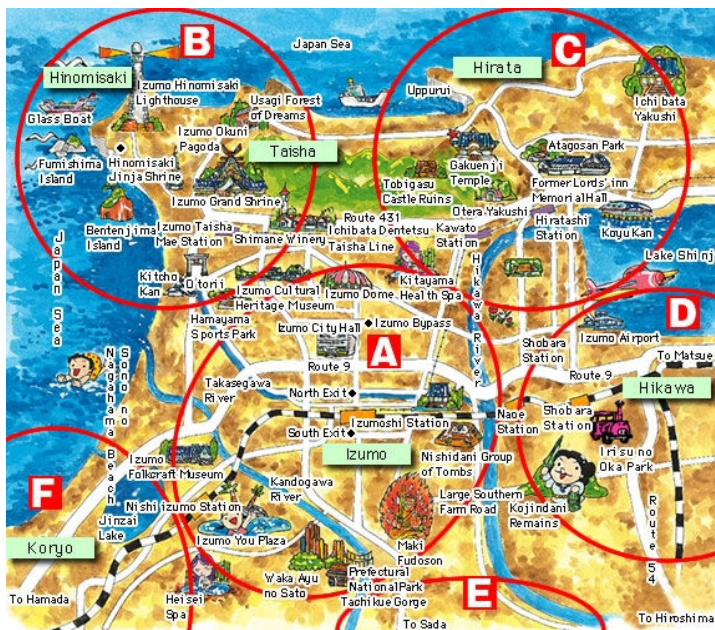 B
Japan Sea
C
Hinomisaki
Hirata
Izumo Hinomisaki
Lighthouse
Uppurui
Ichibata
Yakushi
Glass Boat
Usagi Forest
of Dreams
Izumo Okuni
Pagoda
Taisha
Gakuenji
Temple
Atagosan Park
Fumishima
Island
Hinomisaki
Jinja Shrine
Tobigasu
Castle Ruins
Former Lords' inn
Memorial Hall
Izumo Grand Shrine
Otera Yakushi
Bentenjima
Island
Izumo Taisha
Mae Station
Shimane Winery
Route 431
Ichibata Dentetsu
Taisha Line
Kawato
Station
Hiratashi
Station
Koyu Kan
Japan Sea
Lake Shinji
Kitcho
Kan
O'torii
Izumo Cultural
Heritage Museum
Izumo Dome
Kitayama
Health Spa
Hikawa River
D
Hamayama
Sports Park
Izumo City Hall
Izumo Bypass
Izumo Airport
A
Shobara
Station
To Matsue
Route 9
Route 9
Sono no
Nagahama Beach
Takasegawa
River
North Exit
Hikawa
Izumoshi Station
Naoe
Station
Shobara
Station
South Exit
Izumo
Folkcraft Museum
Izumo
Nishidani Group
of Tombs
Irisu no
Oka Park
F
Kandogawa
River
Large Southern
Farm Road
Kojindani
Remains
Nishi Izumo Station
Jinzai
Lake
Koryo
Izumo You Plaza
Maki
Fudoson
Route 54
Waka Ayu
no Sato
Prefectural
National Park
Tachikue Gorge
E
Heisei
Spa
To Hamada
To Sada
To Hiroshima